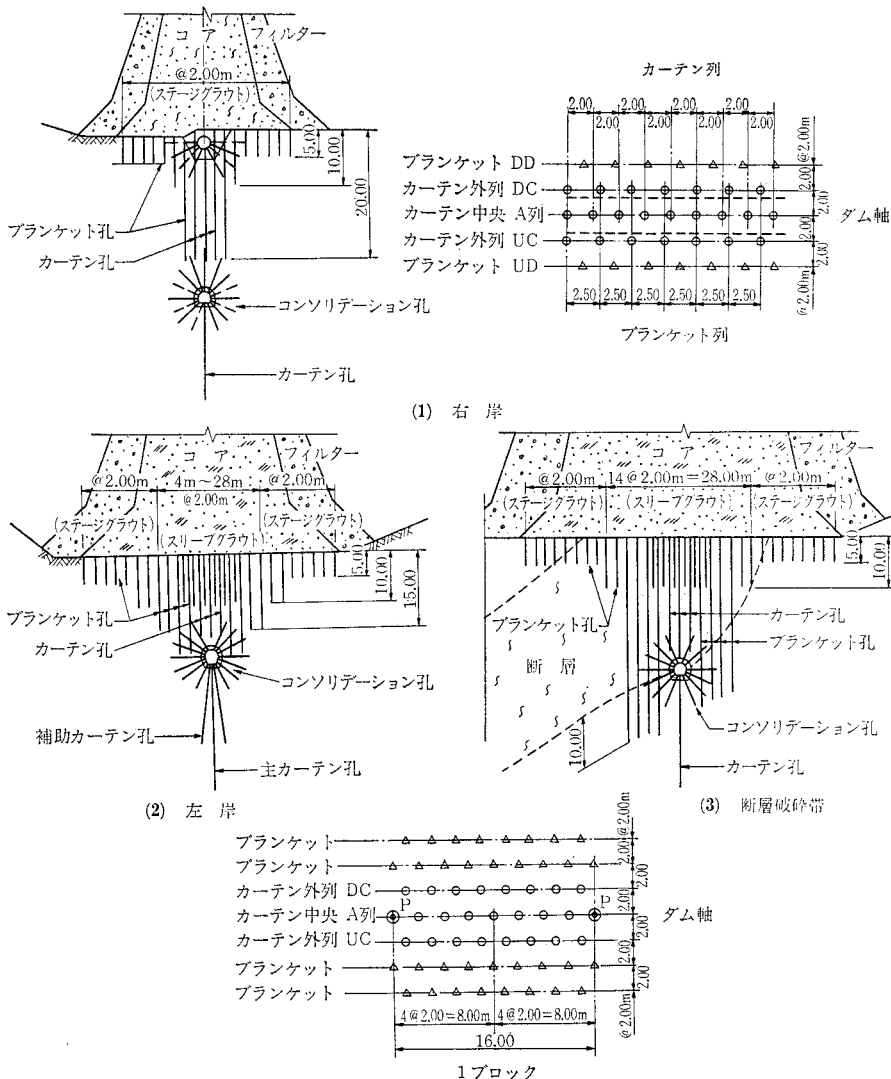 コア フィルター
@2.00m
(ステージグラウト)
5.00
10.00
20.00
ブランケット孔
カーテン孔
コンソリデーション孔
カーテン孔
カーテン列
2.00 2.00 2.00 2.00
2.00 2.00 2.00 2.00
ブランケット DD
カーテン外列 DC
カーテン中央 A列
カーテン外列 UC
ブランケット UD
@2.00m
2.00
2.00
2.00
2.00
@2.00m
ダム軸
2.50 2.50 2.50
2.50 2.50 2.50
ブランケット列
(1) 右岸
コア フィルター
@2.00m 4m~28m @2.00m
@2.00m
(ステージグラウト) (スリーブグラウト) (ステージグラウト)
5.00
10.00
15.00
ブランケット孔
カーテン孔
コンソリデーション孔
補助カーテン孔
主カーテン孔
(2) 左岸
コア フィルター
@2.00m 14@2.00m=28.00m @2.00m
(ステージグラウト) (スリーブグラウト) (ステージグラウト)
5.00
10.00
カーテン孔
ブランケット孔
ブランケット孔
断層
10.00
コンソリデーション孔
カーテン孔
(3) 断層破砕帯
ブランケット
ブランケット
カーテン外列 DC
カーテン中央 A列
カーテン外列 UC
ブランケット
ブランケット
P P
@2.00m
2.00
2.00
2.00
2.00
2.00
2.00
@2.00m
ダム軸
4@2.00=8.00m 4@2.00=8.00m
16.00
1ブロック